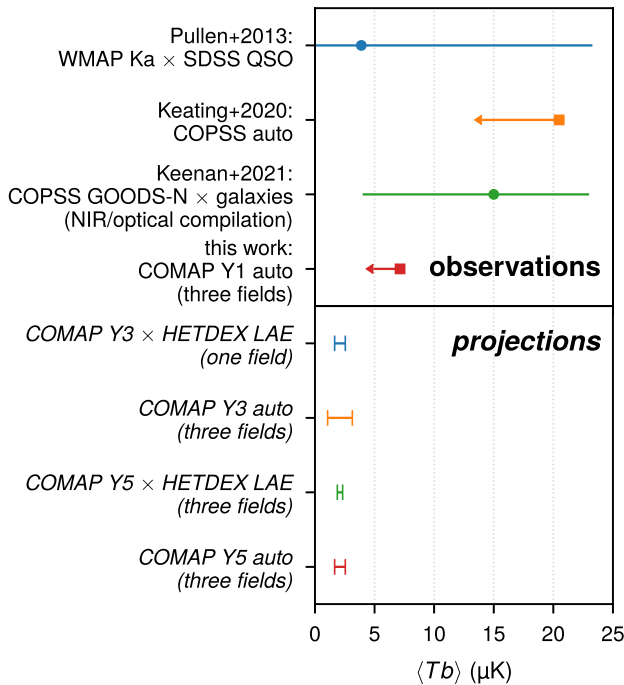 Pullen+2013:
WMAP Ka × SDSS QSO
Keating+2020:
COPSS auto
Keenan+2021:
COPSS GOODS-N × galaxies
(NIR/optical compilation)
this work:
COMAP Y1 auto
(three fields)
observations
COMAP Y3 × HETDEX LAE
(one field)
projections
COMAP Y3 auto
(three fields)
COMAP Y5 × HETDEX LAE
(three fields)
COMAP Y5 auto
(three fields)
0 5 10 15 20 25
⟨Tb⟩ (μK)